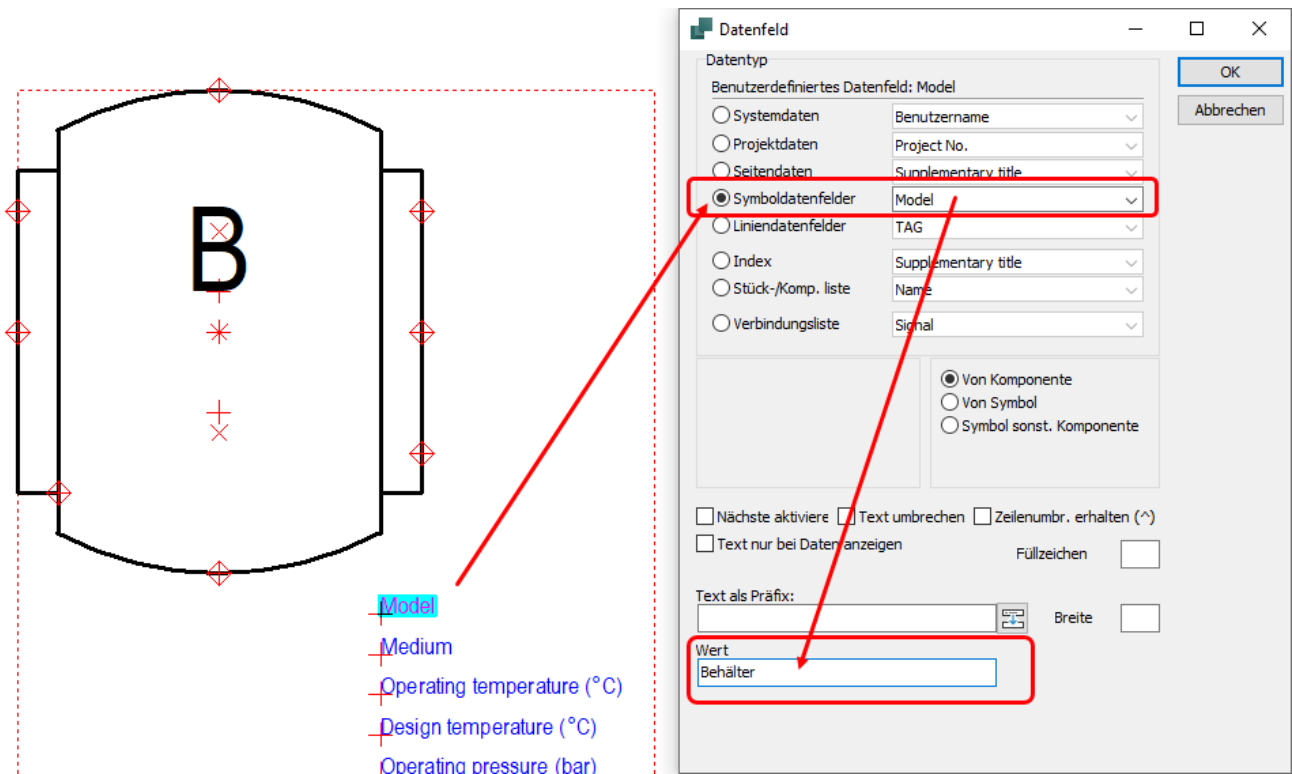 B
Model
Medium
Operating temperature (°C)
Design temperature (°C)
Operating pressure (bar)
Datenfeld
Datentyp
Benutzerdefiniertes Datenfeld: Model
Systemdaten Benutzername
Projektdaten Project No.
Seitendaten Supplementary title
Symboldatenfelder Model
Liniendatenfelder TAG
Index Supplementary title
Stück-/Komp. liste Name
Verbindungsliste Signal
Von Komponente
Von Symbol
Symbol sonst. Komponente
Nächste aktiviere Text umbrechen Zeilenumbr. erhalten (^)
Text nur bei Daten anzeigen
Füllzeichen
Text als Präfix:
Breite
Wert
Behälter
OK
Abbrechen